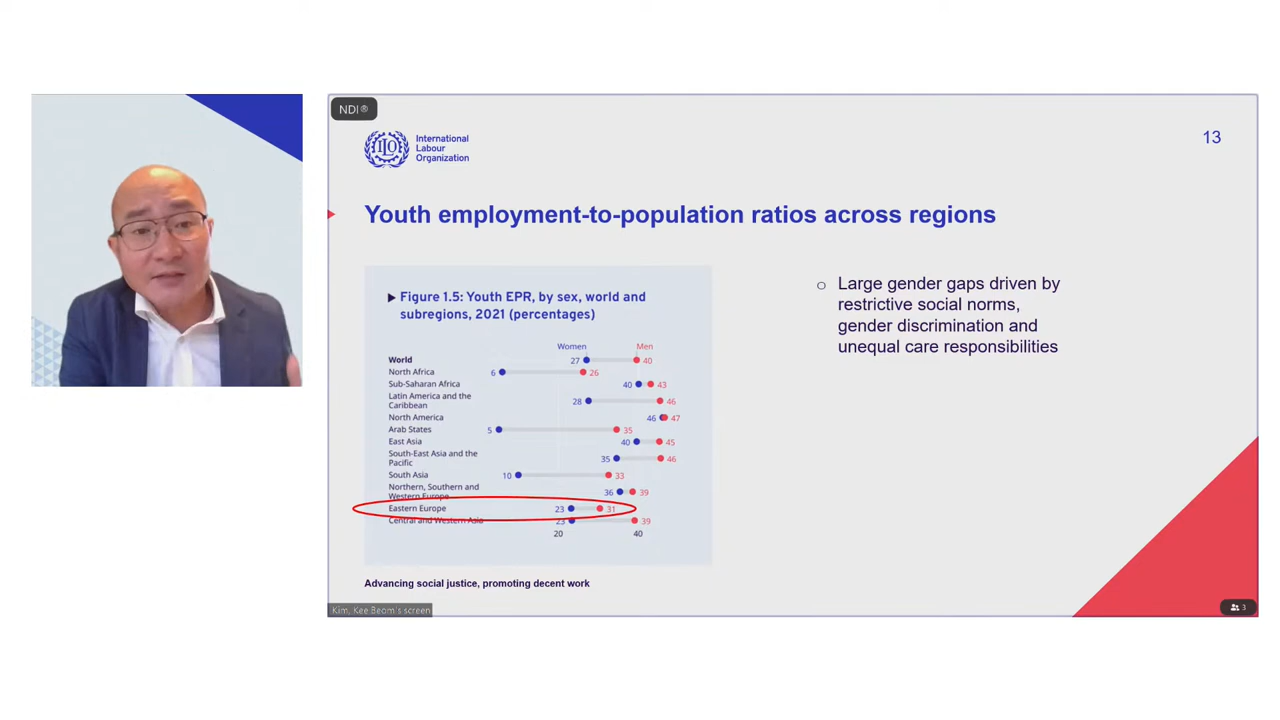 NDI®
ILO
International
Labour
Organization
13
Youth employment-to-population ratios across regions
Figure 1.5: Youth EPR, by sex, world and
subregions, 2021 (percentages)
Women Men
World 27 40
North Africa 6 26
Sub-Saharan Africa 40 43
Latin America and the
Caribbean 28 46
North America 46 47
Arab States 5 35
East Asia 40 45
South-East Asia and the
Pacific 35 46
South Asia 10 33
Northern, Southern and
Western Europe 36 39
Eastern Europe 23 31
Central and Western Asia 23 39
20 40
o Large gender gaps driven by
restrictive social norms,
gender discrimination and
unequal care responsibilities
Advancing social justice, promoting decent work
Kim, Kee Beom's screen
3